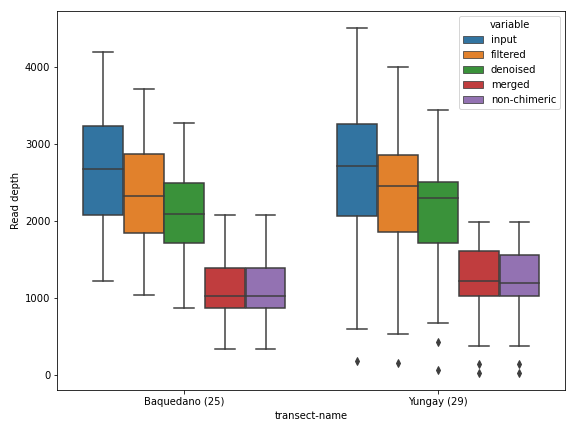 variable
input
filtered
denoised
merged
non-chimeric
4000
3000
2000
1000
0
Read depth
Baquedano (25)
Yungay (29)
transect-name